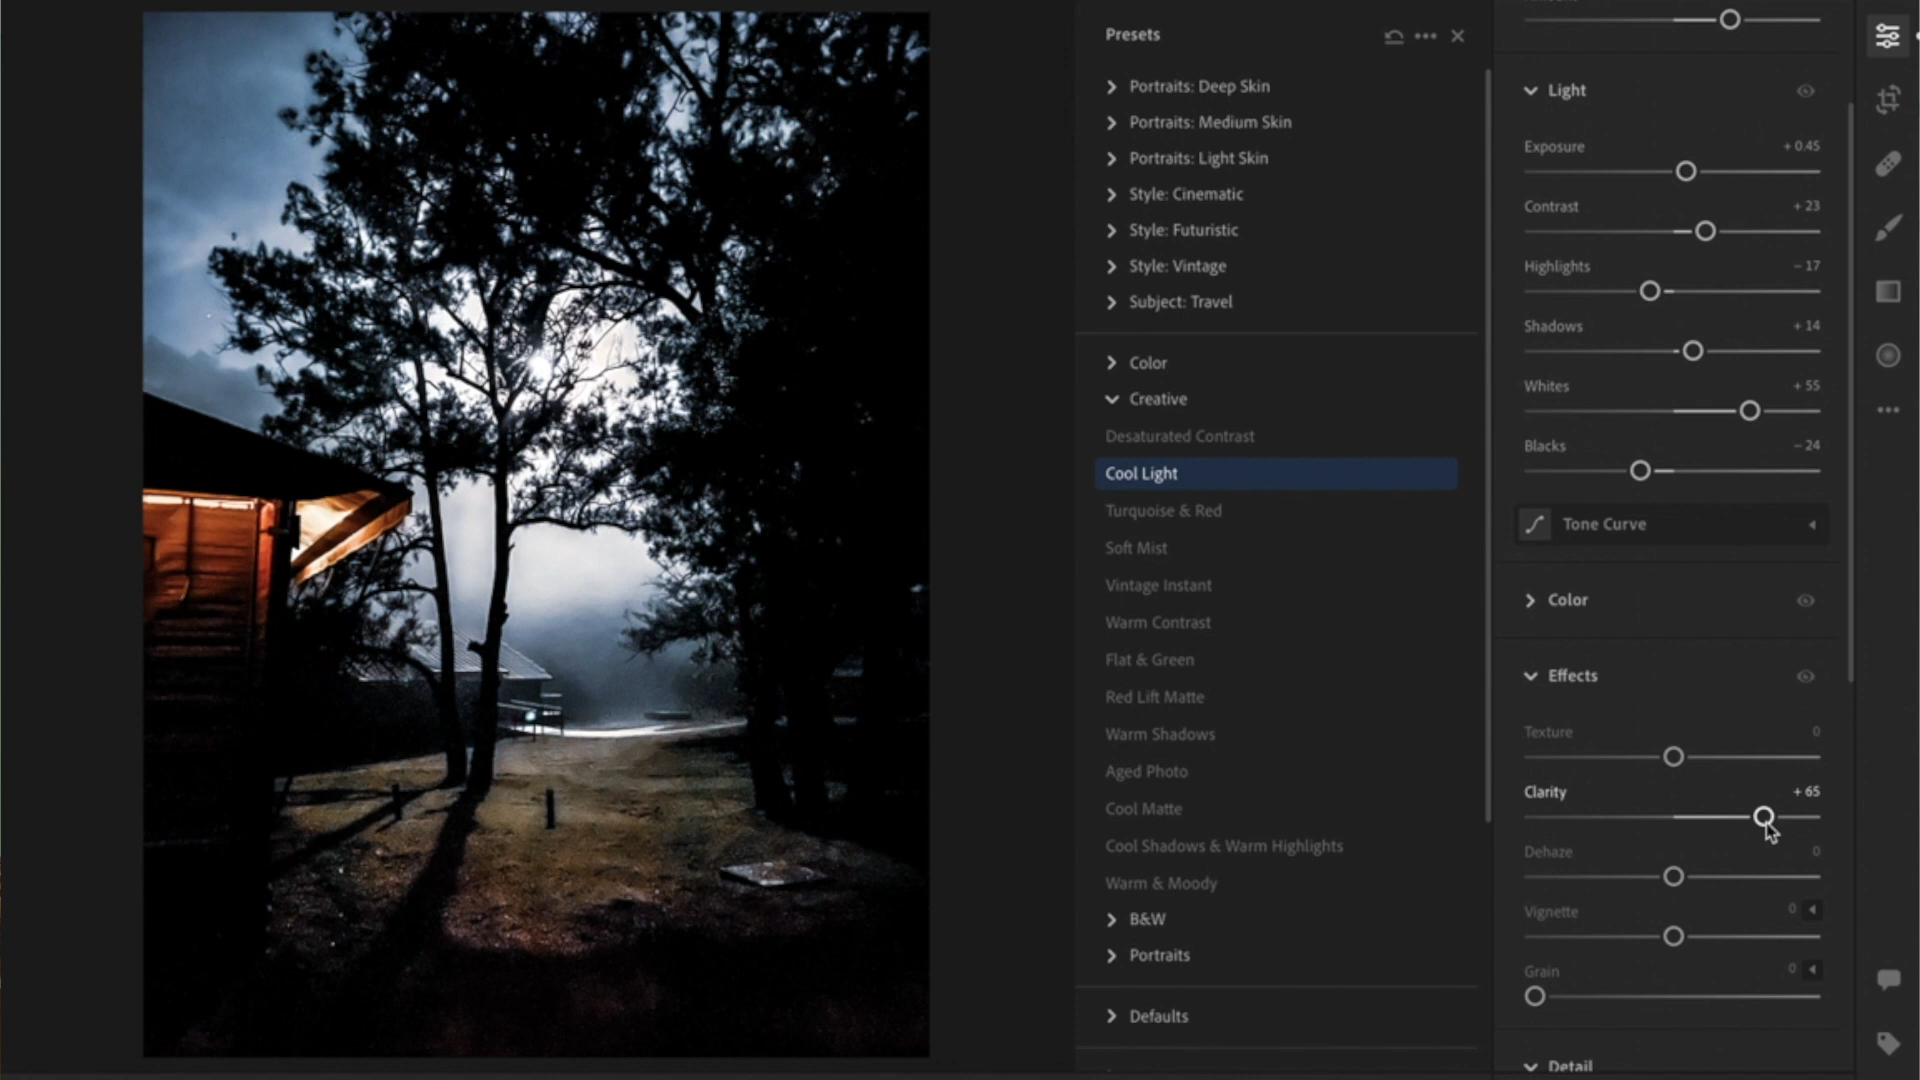 Presets
Portraits: Deep Skin
Portraits: Medium Skin
Portraits: Light Skin
Style: Cinematic
Style: Futuristic
Style: Vintage
Subject: Travel
Color
Creative
Desaturated Contrast
Cool Light
Turquoise & Red
Soft Mist
Vintage Instant
Warm Contrast
Flat & Green
Red Lift Matte
Warm Shadows
Aged Photo
Cool Matte
Cool Shadows & Warm Highlights
Warm & Moody
B&W
Portraits
Defaults
Light
Exposure + 0.45
Contrast + 23
Highlights – 17
Shadows + 14
Whites + 55
Blacks – 24
Tone Curve
Color
Effects
Texture 0
Clarity + 65
Dehaze 0
Vignette 0
Grain 0
Detail